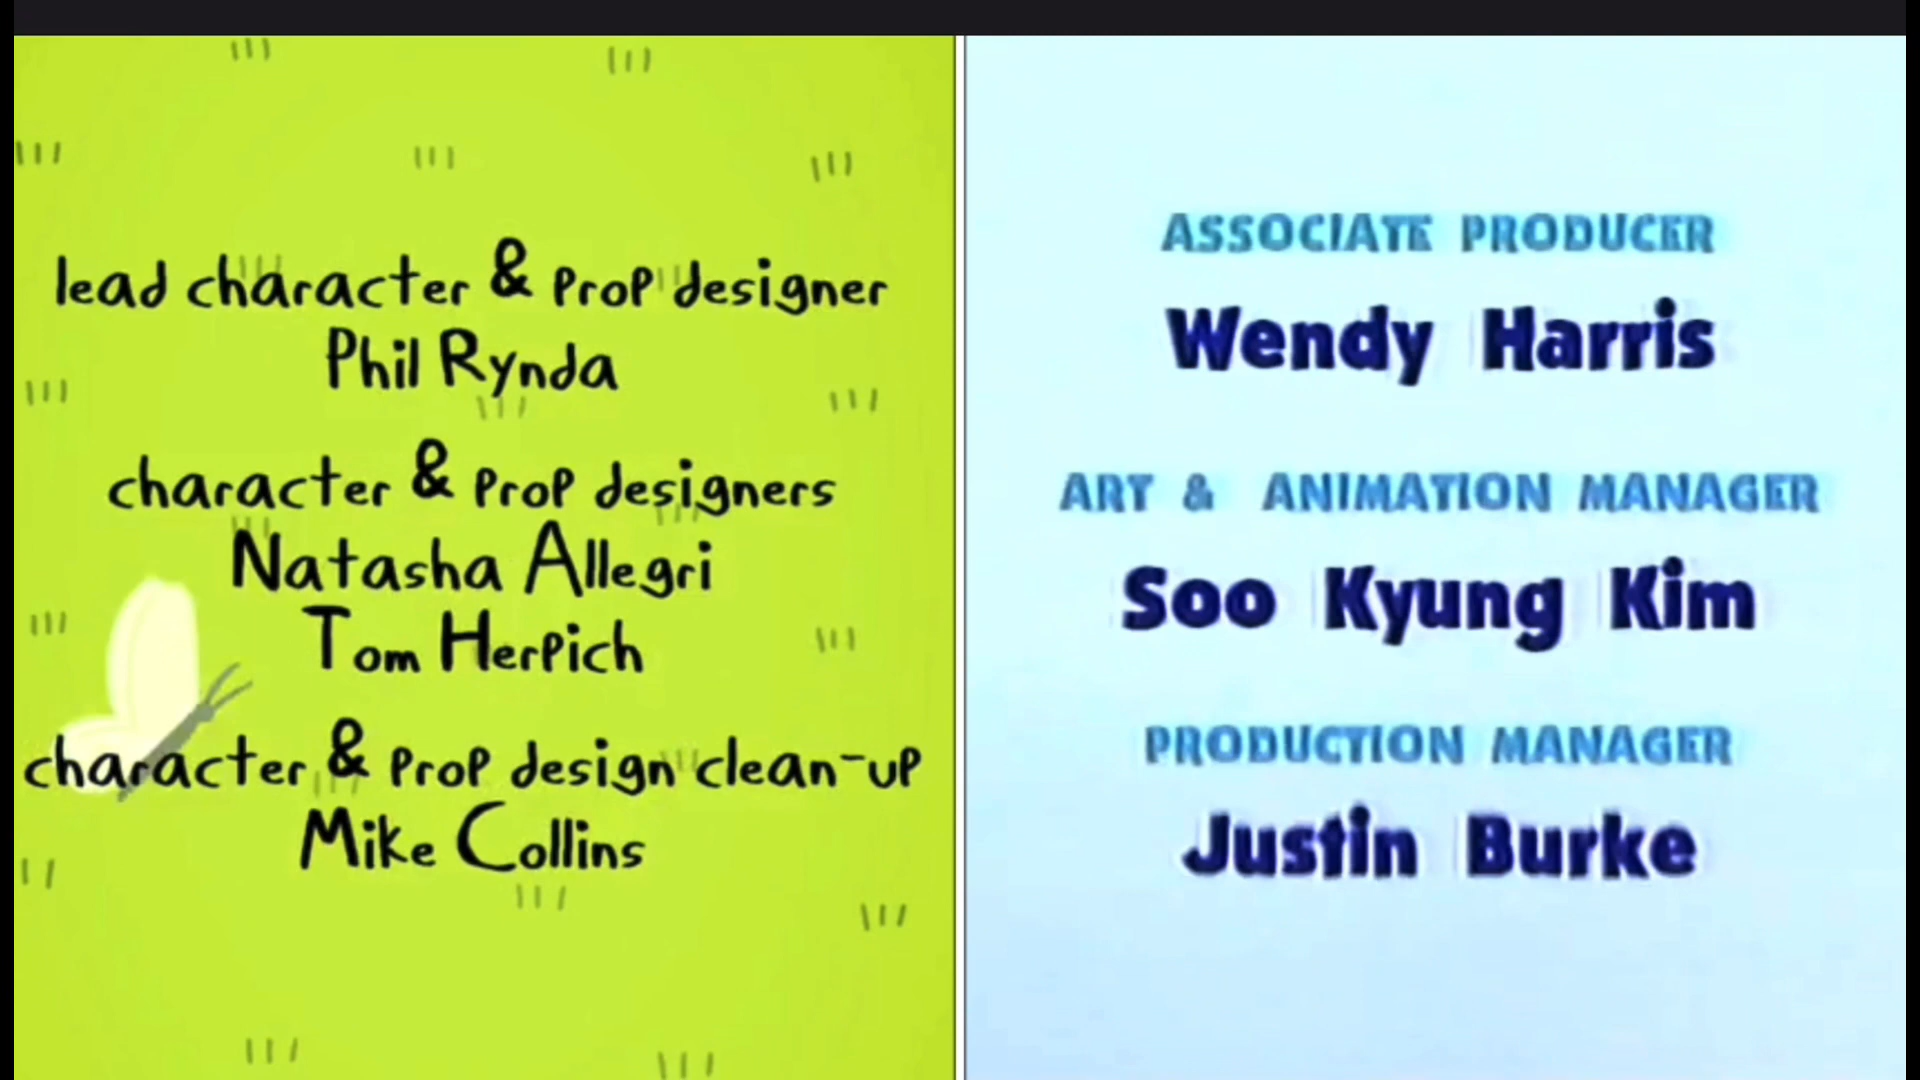 lead character & prop designer
Phil Rynda
character & prop designers
Natasha Allegri
Tom Herpich
character & prop design clean-up
Mike Collins
ASSOCIATE PRODUCER
Wendy Harris
ART & ANIMATION MANAGER
Soo Kyung Kim
PRODUCTION MANAGER
Justin Burke